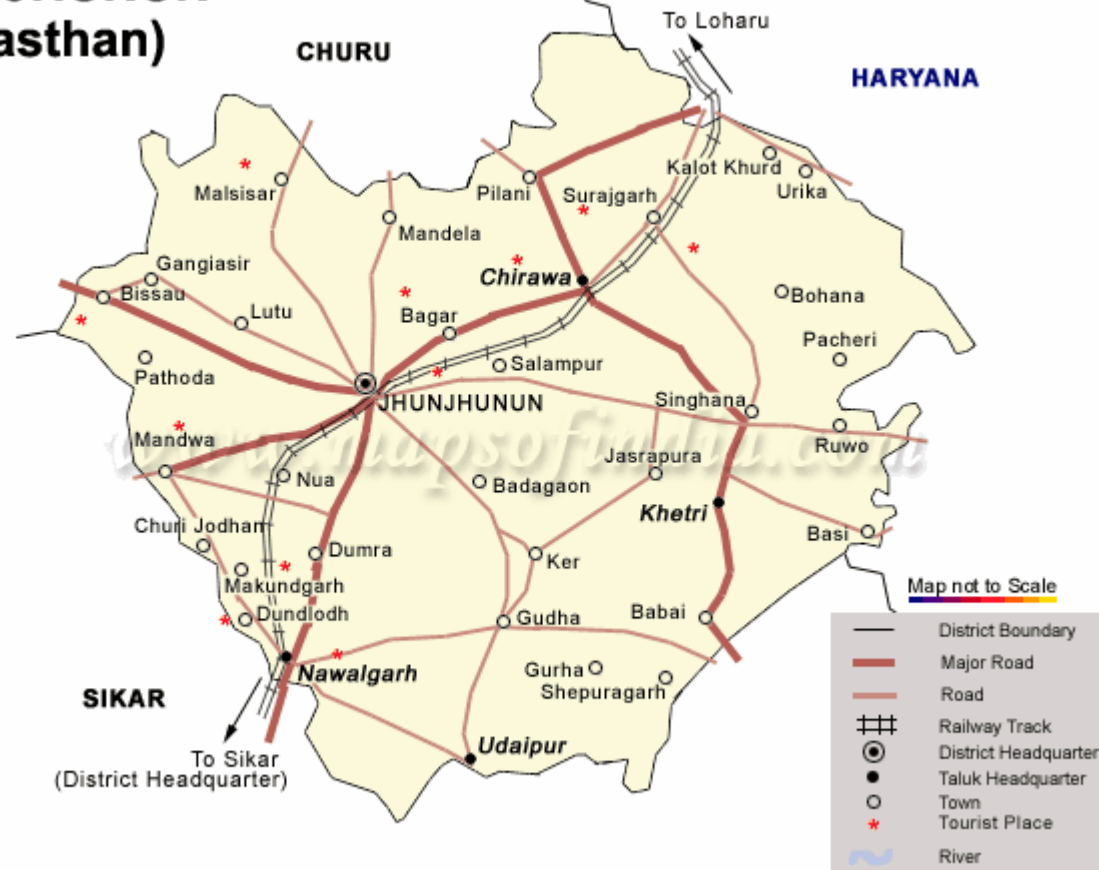 asthan)
CHURU
To Loharu
HARYANA
Kalot Khurd
Urika
Malsisar
Pilani
Surajgarh
Mandela
Gangiasir
Bissau
Chirawa
Bohana
Lutu
Bagar
Pacheri
Pathoda
Salampur
JHUNJHUNUN
Singhana
Mandwa
www.mapsofindia.com
Ruwo
Nua
Badagaon
Jasrapura
Khetri
Churi Jodhan
Basi
Dumra
Ker
Makundgarh
Dundlodh
Gudha
Babai
Nawalgarh
Gurha
Shepuragarh
SIKAR
Udaipur
To Sikar
(District Headquarter)
Map not to Scale
District Boundary
Major Road
Road
Railway Track
District Headquarter
Taluk Headquarter
Town
Tourist Place
River